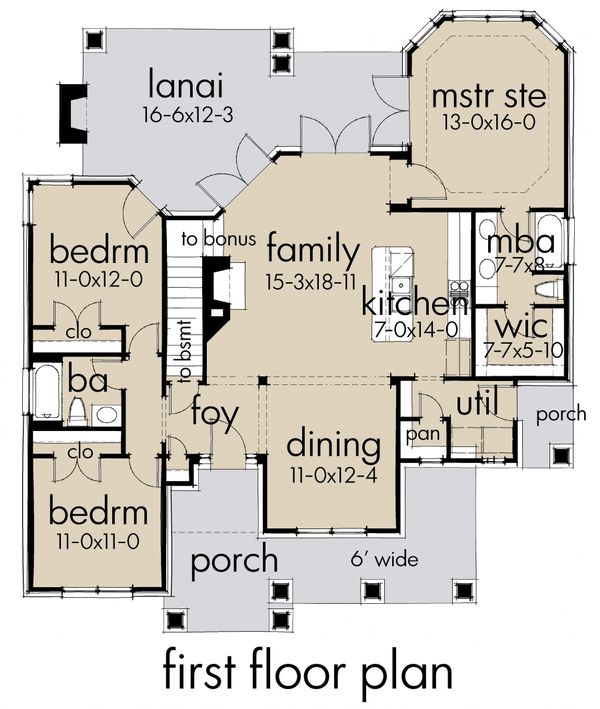 lanai
16-6x12-3
mstr ste
13-0x16-0
bedrm
11-0x12-0
to bonus
family
15-3x18-11
mba
7-7x8-
kitchen
7-0x14-0
wic
7-7x5-10
clo
to bsmt
ba
foy
util
porch
pan
dining
11-0x12-4
clo
bedrm
11-0x11-0
porch
6' wide
first floor plan